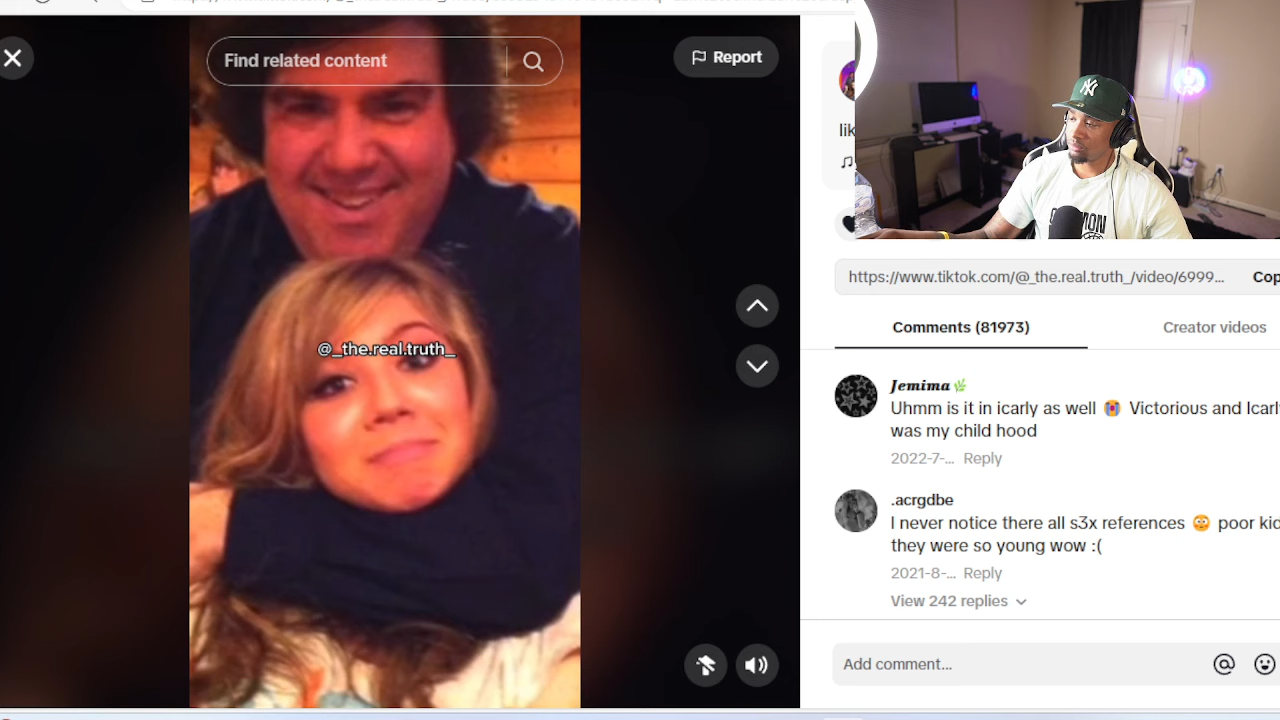 Find related content
Report
@_the.real.truth_
lik
https://www.tiktok.com/@_the.real.truth_/video/6999...
Cop
Comments (81973)
Creator videos
Jemima🌿
Uhmm is it in icarly as well 😭 Victorious and Icarl
was my child hood
2022-7-... Reply
.acrgdbe
I never notice there all s3x references 😳 poor kid
they were so young wow :(
2021-8-... Reply
View 242 replies
Add comment...